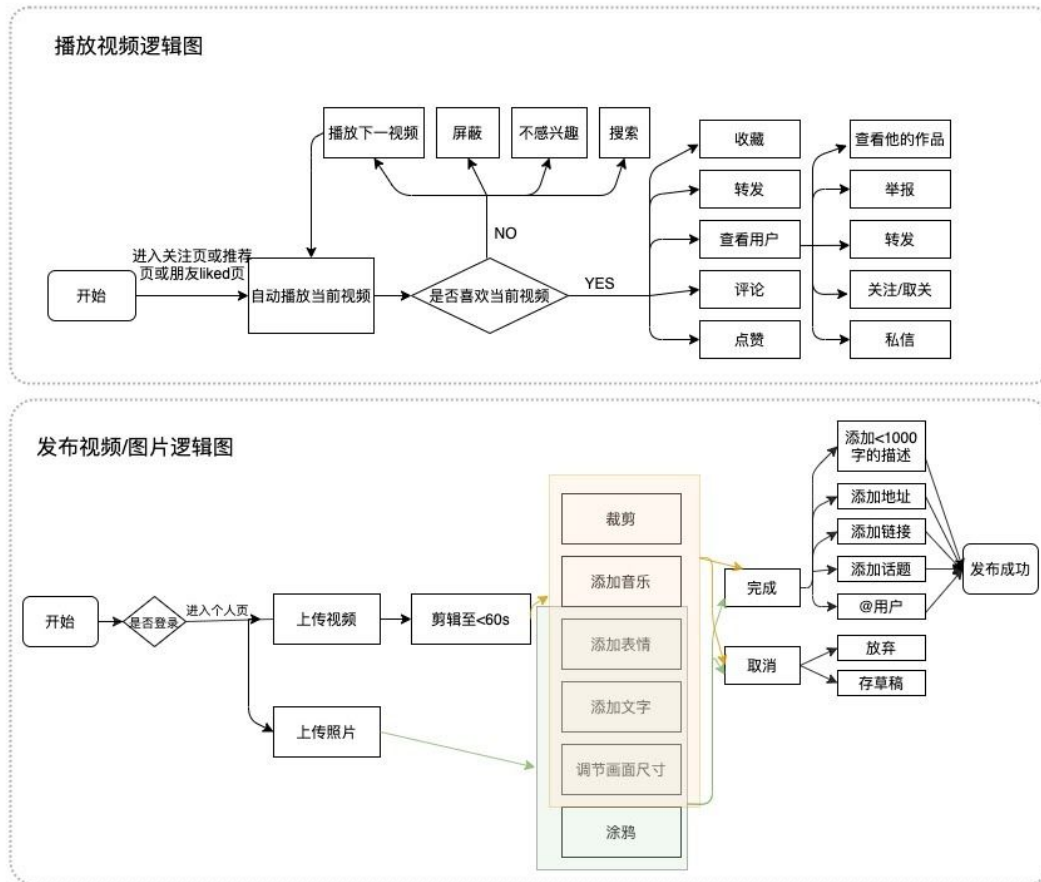 播放视频逻辑图
播放下一视频
屏蔽
不感兴趣
搜索
收藏
查看他的作品
转发
举报
NO
查看用户
转发
进入关注页或推荐
页或朋友liked页
开始
自动播放当前视频
是否喜欢当前视频
YES
评论
关注/取关
点赞
私信
发布视频/图片逻辑图
添加<1000
字的描述
裁剪
添加地址
添加链接
添加音乐
完成
添加话题
发布成功
开始
是否登录
进入个人页
上传视频
剪辑至<60s
@用户
添加表情
放弃
取消
存草稿
添加文字
上传照片
调节画面尺寸
涂鸦